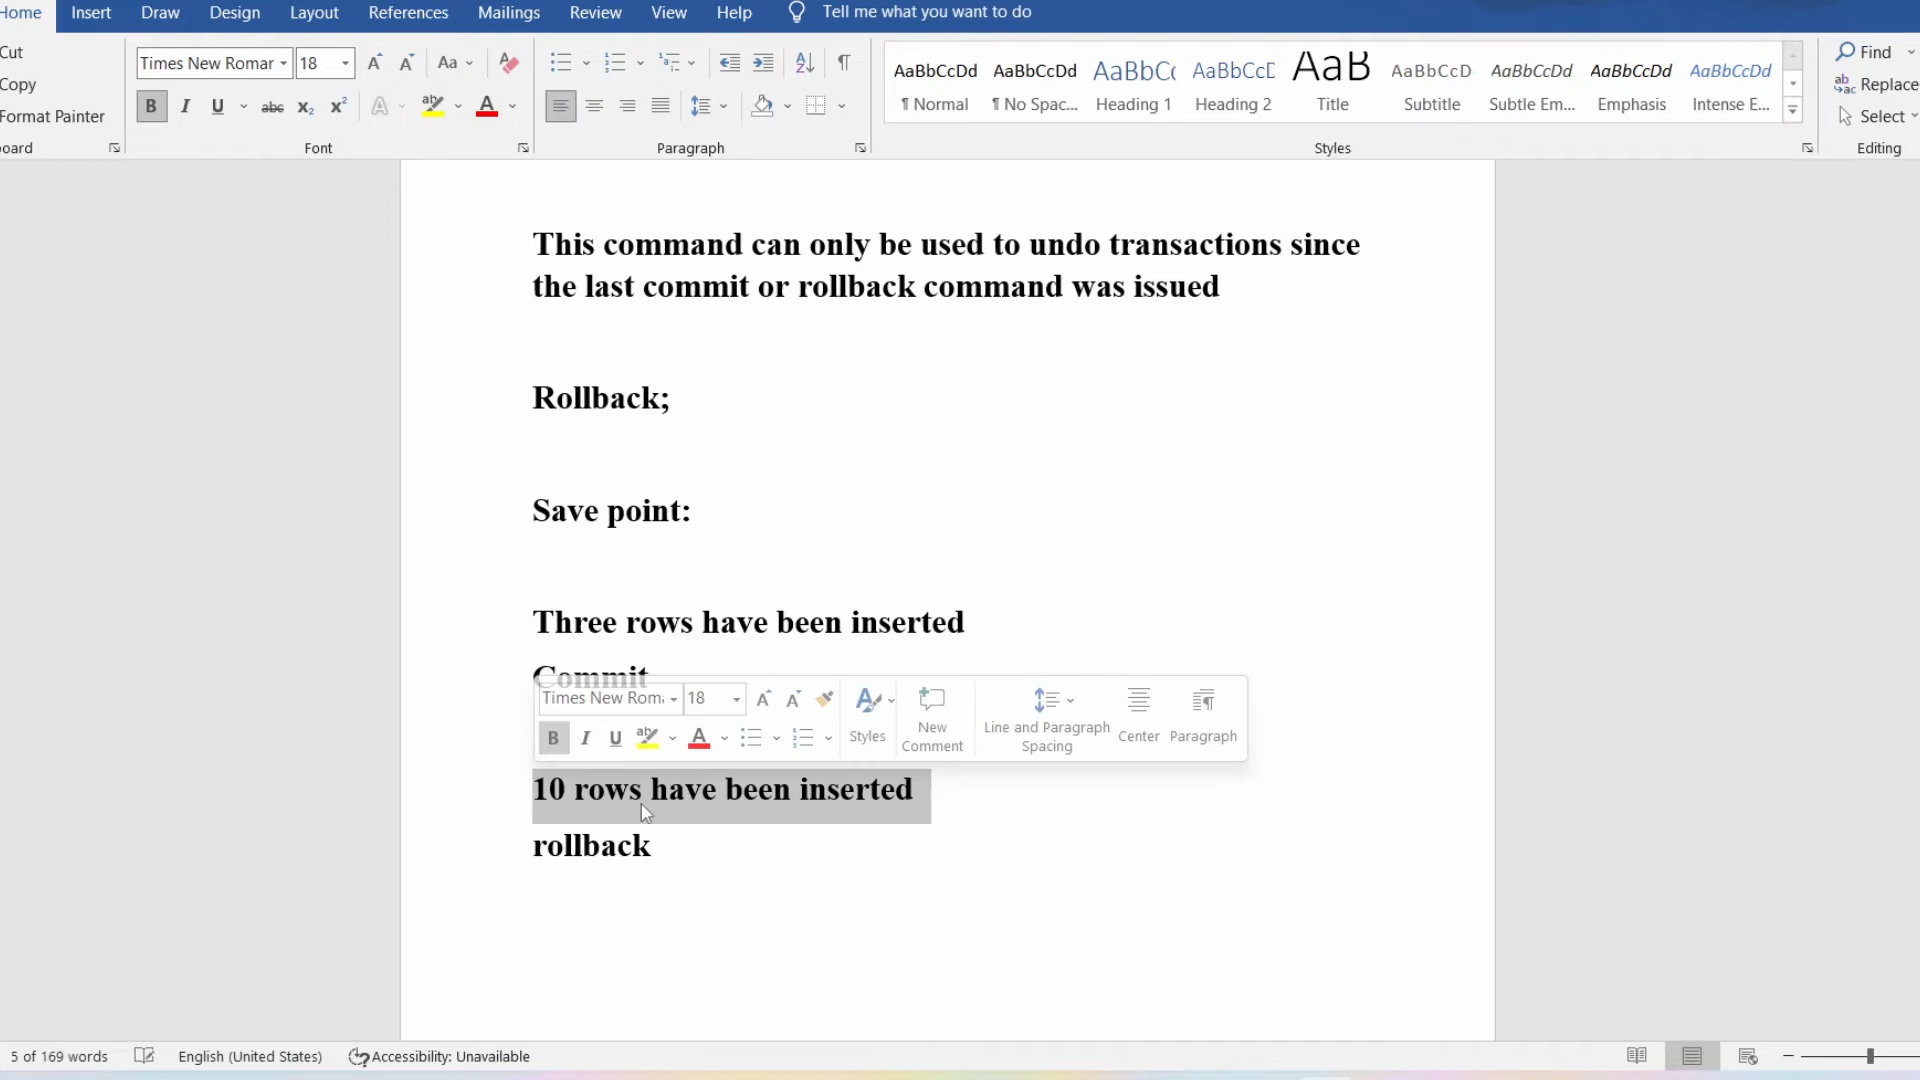 Home Insert Draw Design Layout References Mailings Review View Help Tell me what you want to do
Cut
Copy
Format Painter
Times New Roman 18
Font
Paragraph
AaBbCcDd AaBbCcDd AaBbCc AaBbCcD AaB AaBbCcD AaBbCcDd AaBbCcDd AaBbCcDd
¶ Normal ¶ No Spac... Heading 1 Heading 2 Title Subtitle Subtle Em... Emphasis Intense E...
Styles
Find
Replace
Select
Editing
This command can only be used to undo transactions since
the last commit or rollback command was issued
Rollback;
Save point:
Three rows have been inserted
Commit
Times New Roma 18
Styles
New
Comment
Line and Paragraph
Spacing
Center
Paragraph
10 rows have been inserted
rollback
5 of 169 words English (United States) Accessibility: Unavailable